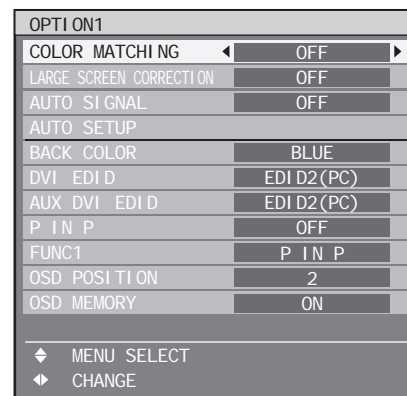 OPTION1
COLOR MATCHING OFF
LARGE SCREEN CORRECTION OFF
AUTO SIGNAL OFF
AUTO SETUP
BACK COLOR BLUE
DVI EDID EDID2(PC)
AUX DVI EDID EDID2(PC)
P IN P OFF
FUNC1 P IN P
OSD POSITION 2
OSD MEMORY ON
MENU SELECT
CHANGE